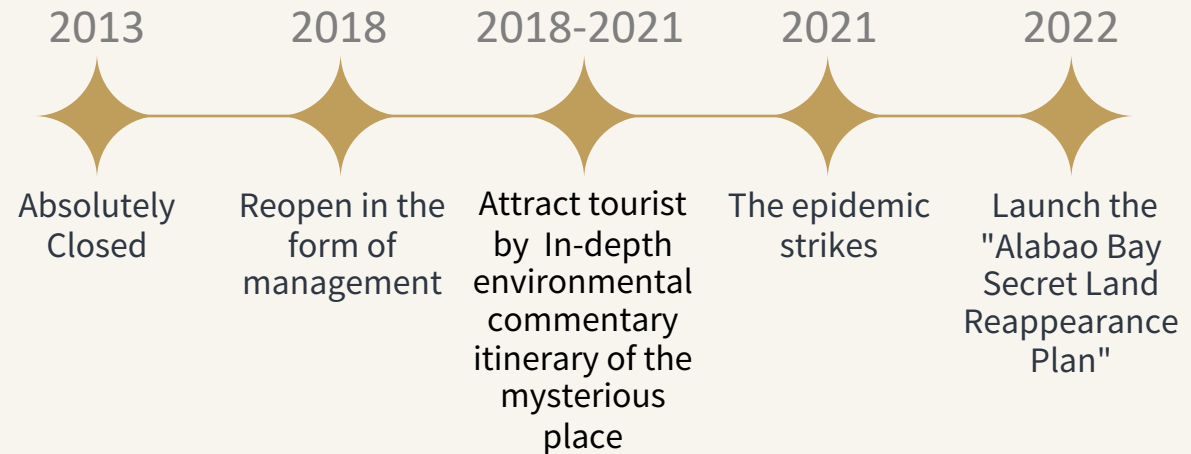 2013
2018
2018-2021
2021
2022
Absolutely
Closed
Reopen in the
form of
management
Attract tourist
by  In-depth
environmental
commentary
itinerary of the
mysterious
place
The epidemic
strikes
Launch the
"Alabao Bay
Secret Land
Reappearance
Plan"